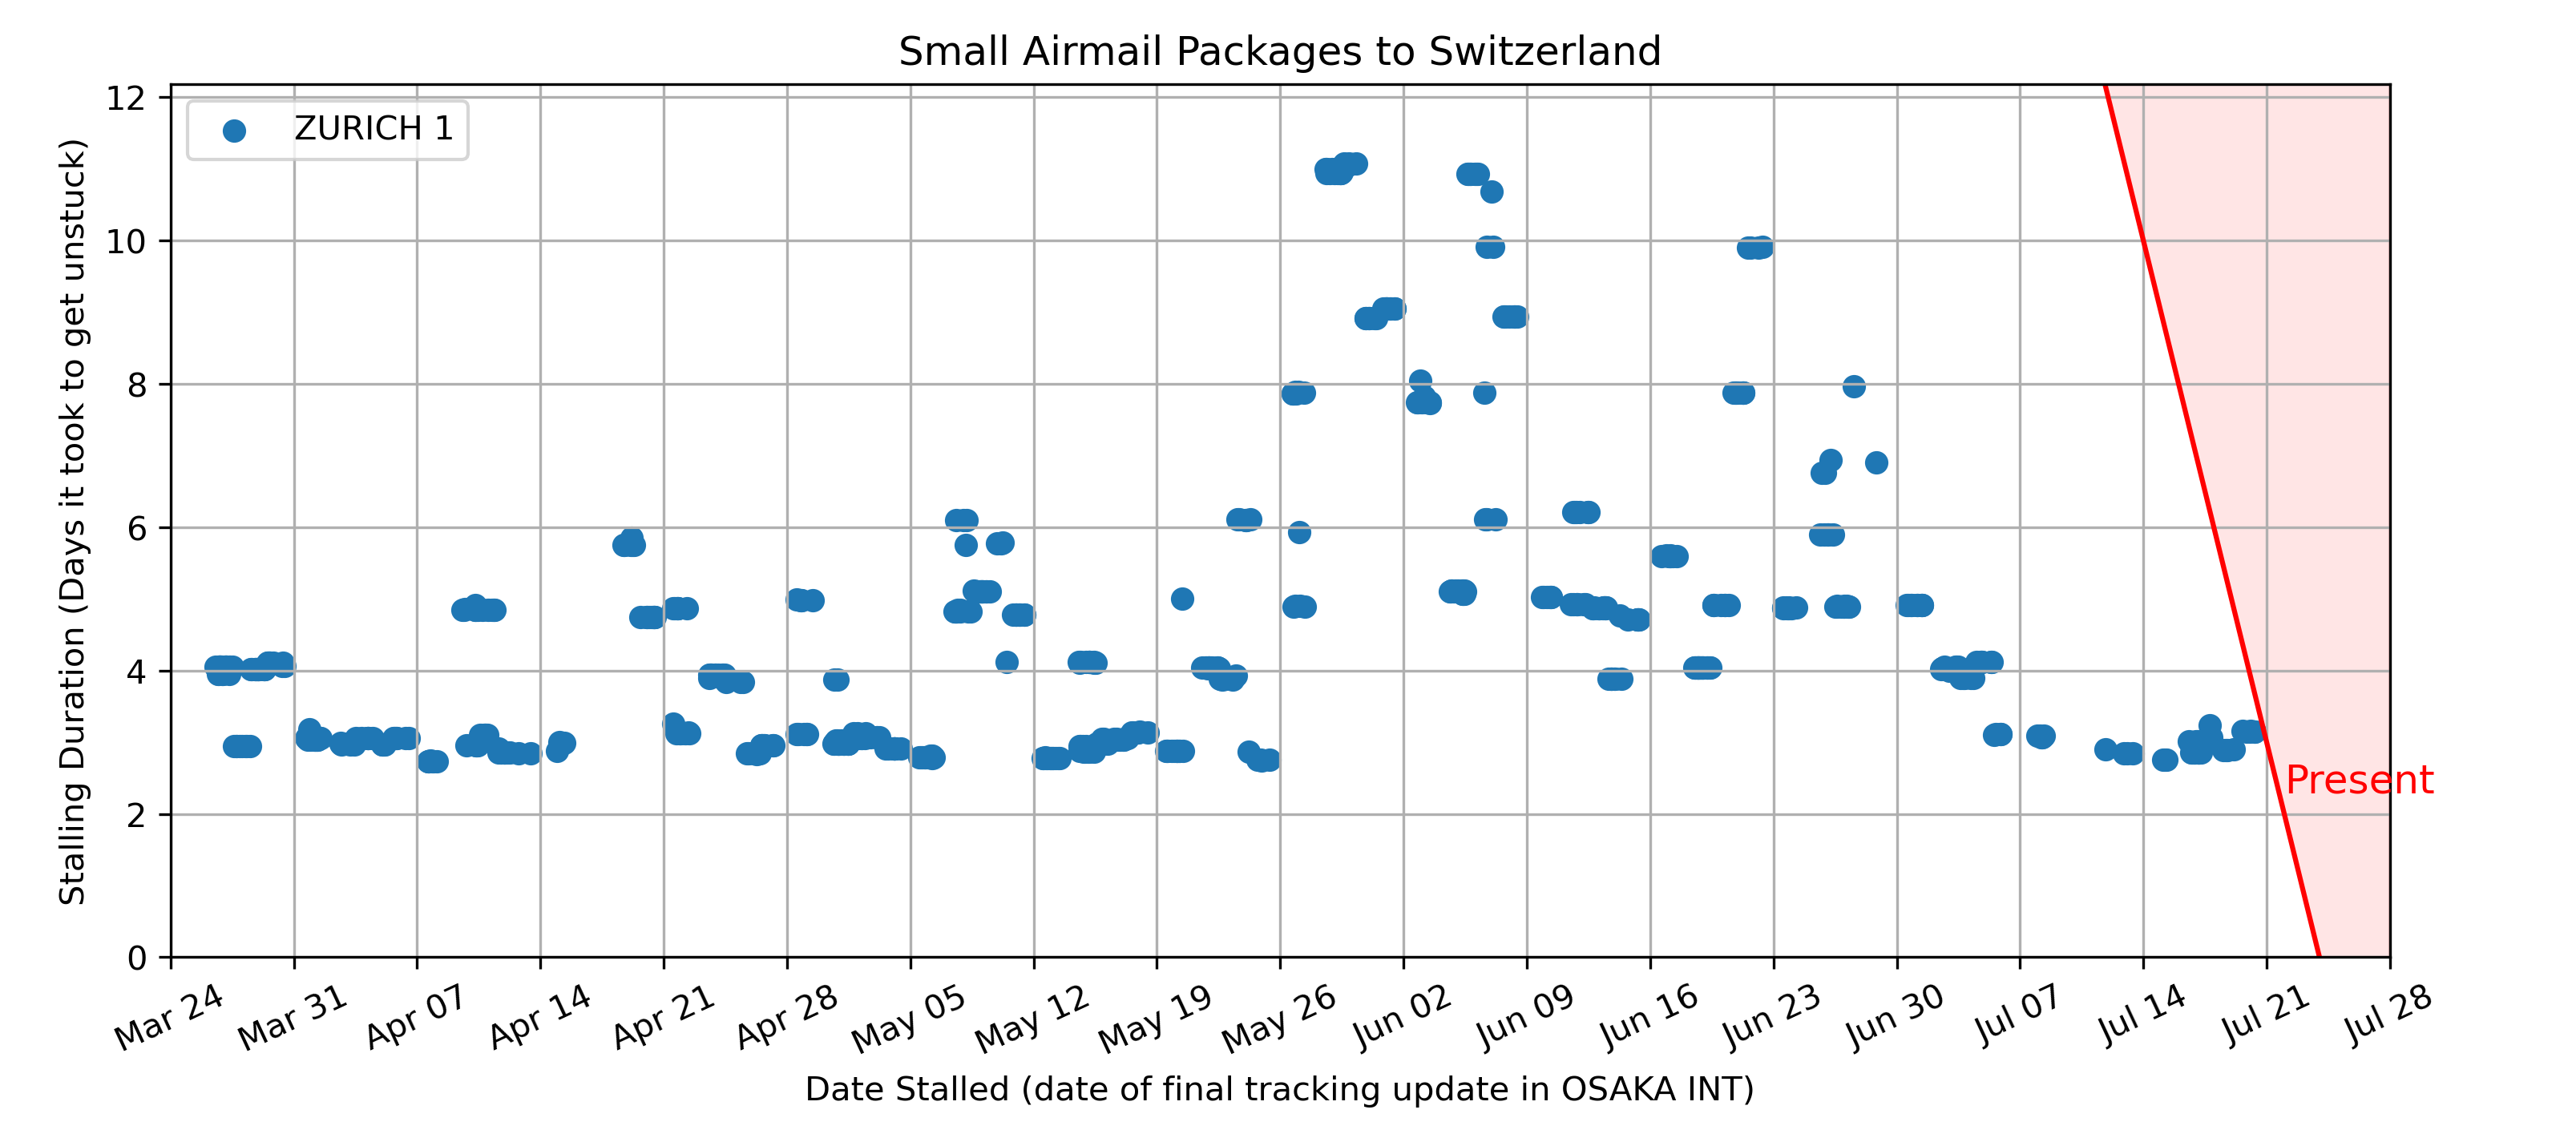 Small Airmail Packages to Switzerland
ZURICH 1
Stalling Duration (Days it took to get unstuck)
12
10
8
6
4
2
0
Present
Mar 24
Mar 31
Apr 07
Apr 14
Apr 21
Apr 28
May 05
May 12
May 19
May 26
Jun 02
Jun 09
Jun 16
Jun 23
Jun 30
Jul 07
Jul 14
Jul 21
Jul 28
Date Stalled (date of final tracking update in OSAKA INT)